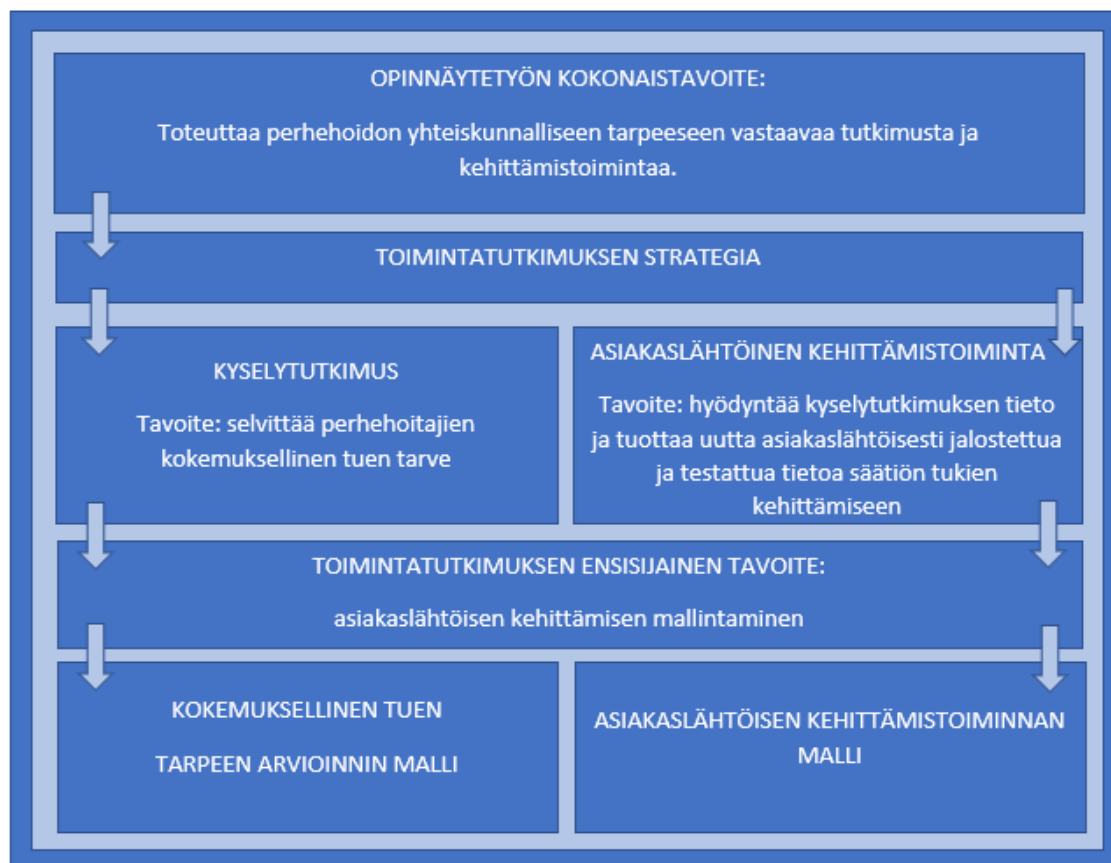 OPINNÄYTETYÖN KOKONAISTAVOITE:
Toteuttaa perhehoidon yhteiskunnalliseen tarpeeseen vastaavaa tutkimusta ja
kehittämistoimintaa.
TOIMINTATUTKIMUKSEN STRATEGIA
KYSELYTUTKIMUS
Tavoite: selvittää perhehoitajien
kokemuksellinen tuen tarve
ASIAKASLÄHTÖINEN KEHITTÄMISTOIMINTA
Tavoite: hyödyntää kyselytutkimuksen tieto
ja tuottaa uutta asiakaslähtöisesti jalostettua
ja testattua tietoa säätiön tukien
kehittämiseen
TOIMINTATUTKIMUKSEN ENSISIJAINEN TAVOITE:
asiakaslähtöisen kehittämisen mallintaminen
KOKEMUKSELLINEN TUEN
TARPEEN ARVIOINNIN MALLI
ASIAKASLÄHTÖISEN KEHITTÄMISTOIMINNAN
MALLI